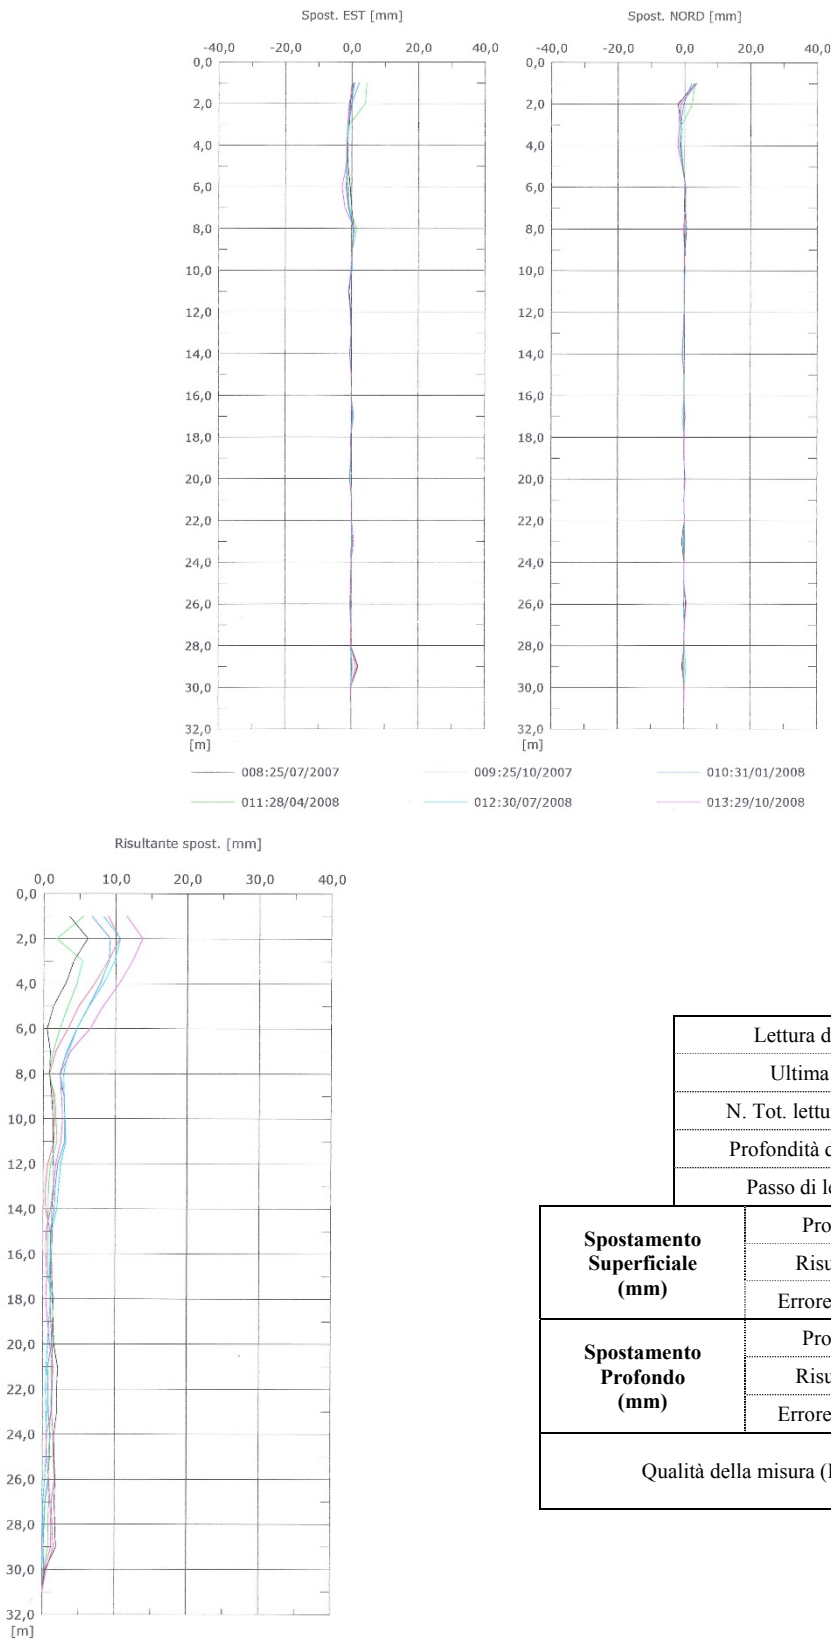 Spost. EST [mm]
-40,0 -20,0 0,0 20,0 40,0
0,0
2,0
4,0
6,0
8,0
10,0
12,0
14,0
16,0
18,0
20,0
22,0
24,0
26,0
28,0
30,0
32,0
[m]
Spost. NORD [mm]
-40,0 -20,0 0,0 20,0 40,0
0,0
2,0
4,0
6,0
8,0
10,0
12,0
14,0
16,0
18,0
20,0
22,0
24,0
26,0
28,0
30,0
32,0
[m]
008:25/07/2007 009:25/10/2007 010:31/01/2008
011:28/04/2008 012:30/07/2008 013:29/10/2008
Risultante spost. [mm]
0,0 10,0 20,0 30,0 40,0
0,0
2,0
4,0
6,0
8,0
10,0
12,0
14,0
16,0
18,0
20,0
22,0
24,0
26,0
28,0
30,0
32,0
[m]
Lettura d
Ultima
N. Tot. lettu
Profondità
Passo di le
Spostamento
Superficiale
(mm)
Pro
Risu
Errore
Spostamento
Profondo
(mm)
Pro
Risu
Errore
Qualità della misura (